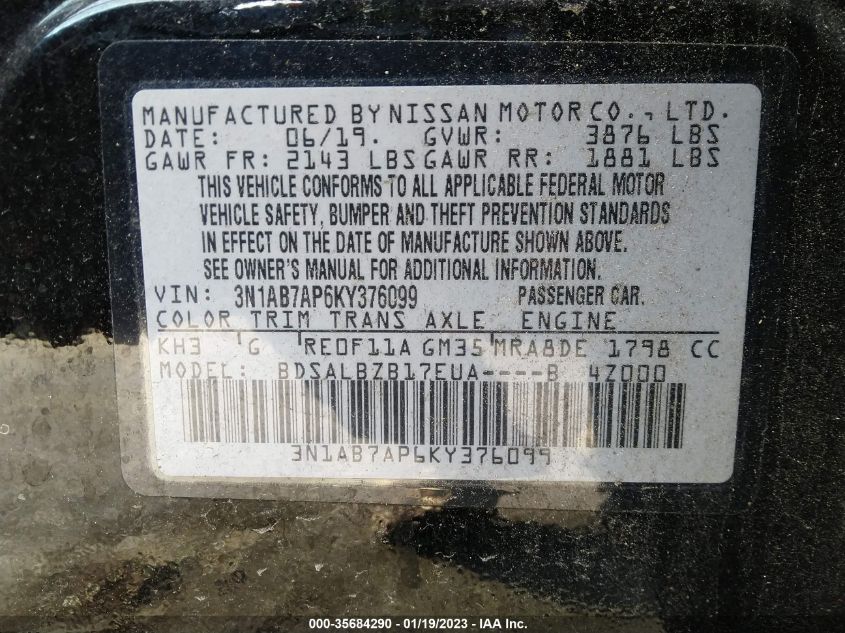 MANUFACTURED BY NISSAN MOTOR CO., LTD.
DATE: 06/19. GVWR: 3876 LBS
GAWR FR: 2143 LBS GAWR RR: 1881 LBS
THIS VEHICLE CONFORMS TO ALL APPLICABLE FEDERAL MOTOR
VEHICLE SAFETY, BUMPER AND THEFT PREVENTION STANDARDS
IN EFFECT ON THE DATE OF MANUFACTURE SHOWN ABOVE.
SEE OWNER'S MANUAL FOR ADDITIONAL INFORMATION.
VIN: 3N1AB7AP6KY376099 PASSENGER CAR.
COLOR TRIM TRANS AXLE ENGINE
KH3 G RE0F11A GM35 MRA8DE 1798 CC
MODEL: BDSALBZB17EUA----B 4Z000
3N1AB7AP6KY376099
000-35684290 - 01/19/2023 - IAA Inc.